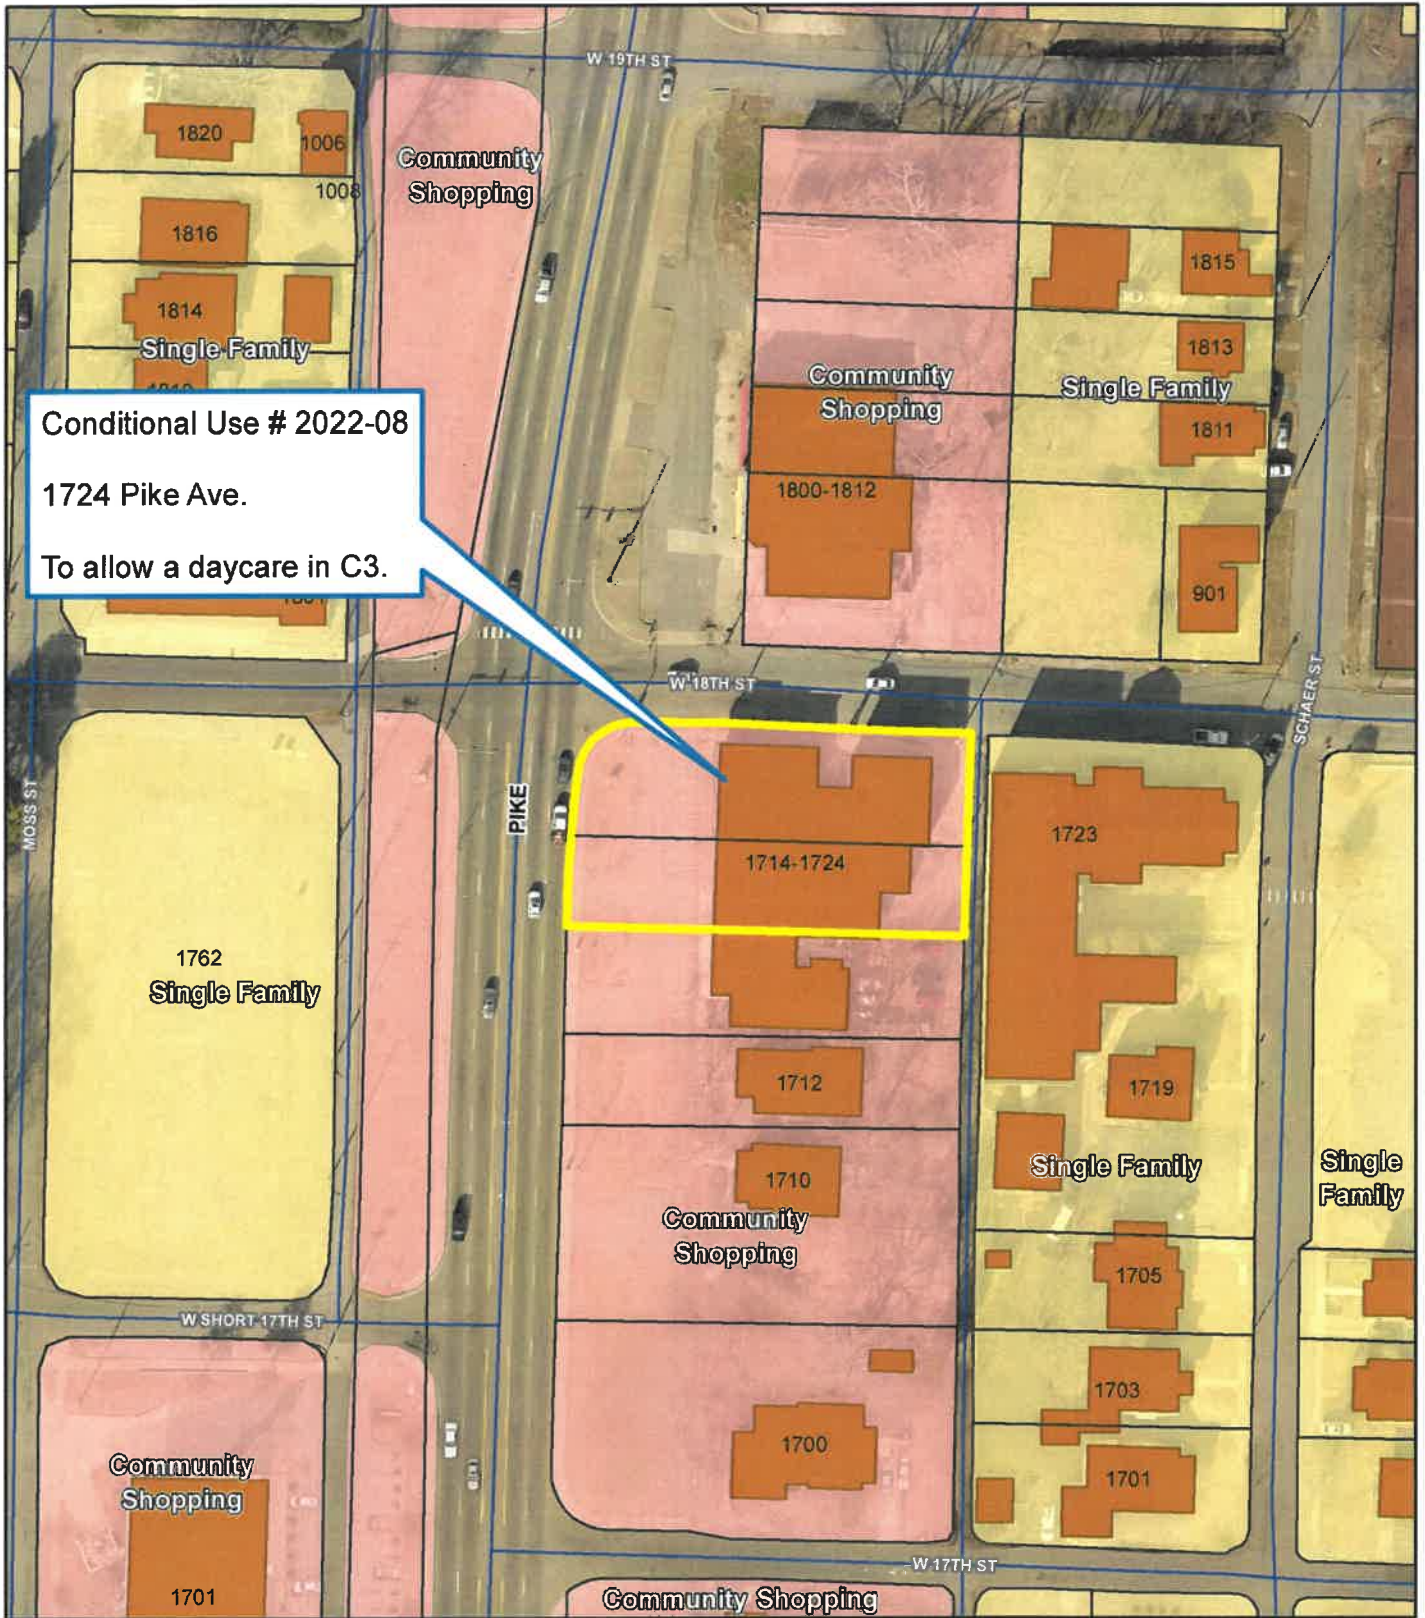 W 19TH ST
1820
1006
1008
Community
Shopping
1816
1814
Single Family
1815
1813
Community
Shopping
Single Family
1811
1800-1812
901
Conditional Use # 2022-08
1724 Pike Ave.
To allow a daycare in C3.
W 18TH ST
SCHAER ST
MOSS ST
PIKE
1714-1724
1723
1762
Single Family
1712
1719
1710
Community
Shopping
Single Family
Single
Family
1705
W SHORT 17TH ST
1703
1700
1701
Community
Shopping
1701
W 17TH ST
Community Shopping